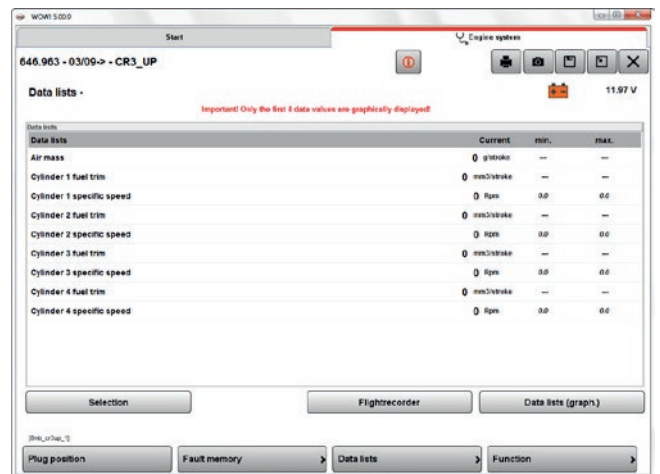 WOW! 5.00.9
Start Engine system
646.963 - 03/09-> - CR3_UP
Data lists - 11.97 V
Important! Only the first 8 data values are graphically displayed!
Data lists
Data lists Current min. max.
Air mass 0 g/stroke --- ---
Cylinder 1 fuel trim 0 mm3/stroke --- ---
Cylinder 1 specific speed 0 Rpm 0.0 0.0
Cylinder 2 fuel trim 0 mm3/stroke --- ---
Cylinder 2 specific speed 0 Rpm 0.0 0.0
Cylinder 3 fuel trim 0 mm3/stroke --- ---
Cylinder 3 specific speed 0 Rpm 0.0 0.0
Cylinder 4 fuel trim 0 mm3/stroke --- ---
Cylinder 4 specific speed 0 Rpm 0.0 0.0
Selection Flightrecorder Data lists (graph.)
Plug position Fault memory Data lists Function